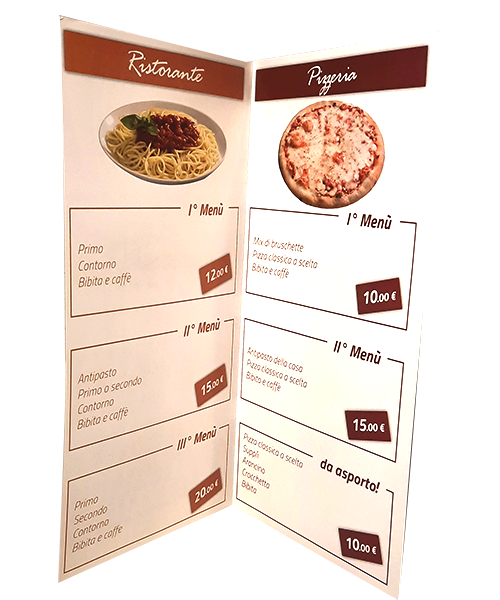 Ristorante
I° Menù
Primo
Contorno
Bibita e caffè
12.00 €
II° Menù
Antipasto
Primo o secondo
Contorno
Bibita e caffè
15.00 €
III° Menù
Primo
Secondo
Contorno
Bibita e caffe
20.00 €
Pizzeria
I° Menù
Mix di bruschette
Pizza classica a scelta
Bibita e caffè
10.00 €
II° Menù
Antipasto della casa
Pizza classica a scelta
Bibita e caffè
15.00 €
da asporto!
Pizza classica a scelta
Supplì
Arancino
Crocchetta
Bibita
10.00 €